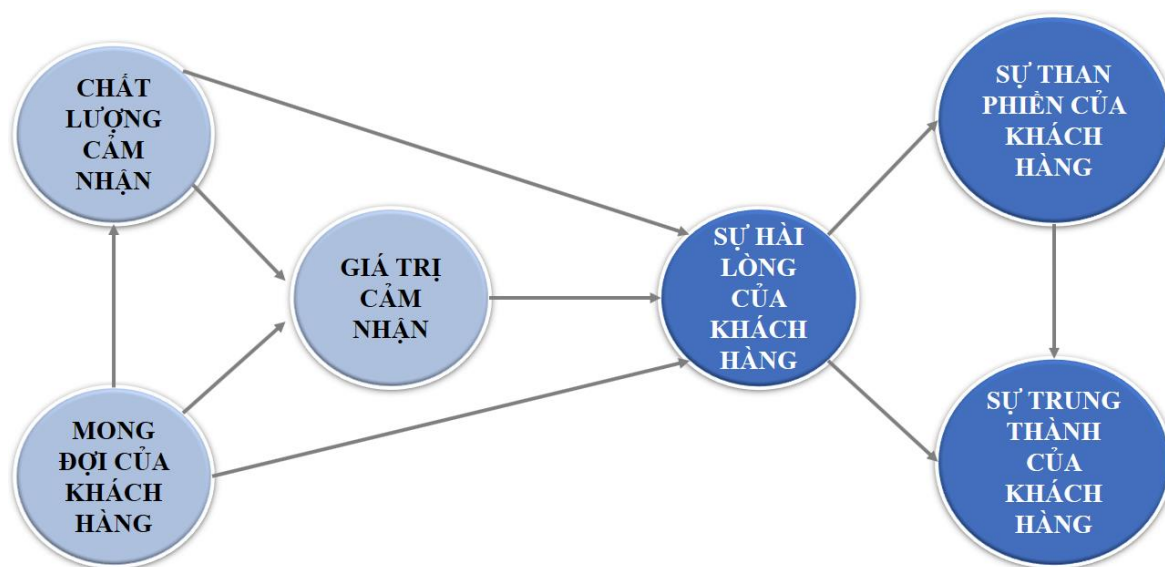 CHẤT
LƯỢNG
CẢM
NHẬN
SỰ THAN
PHIỀN CỦA
KHÁCH
HÀNG
GIÁ TRỊ
CẢM
NHẬN
SỰ HÀI
LÒNG
CỦA
KHÁCH
HÀNG
MONG
ĐỢI CỦA
KHÁCH
HÀNG
SỰ TRUNG
THÀNH
CỦA
KHÁCH
HÀNG